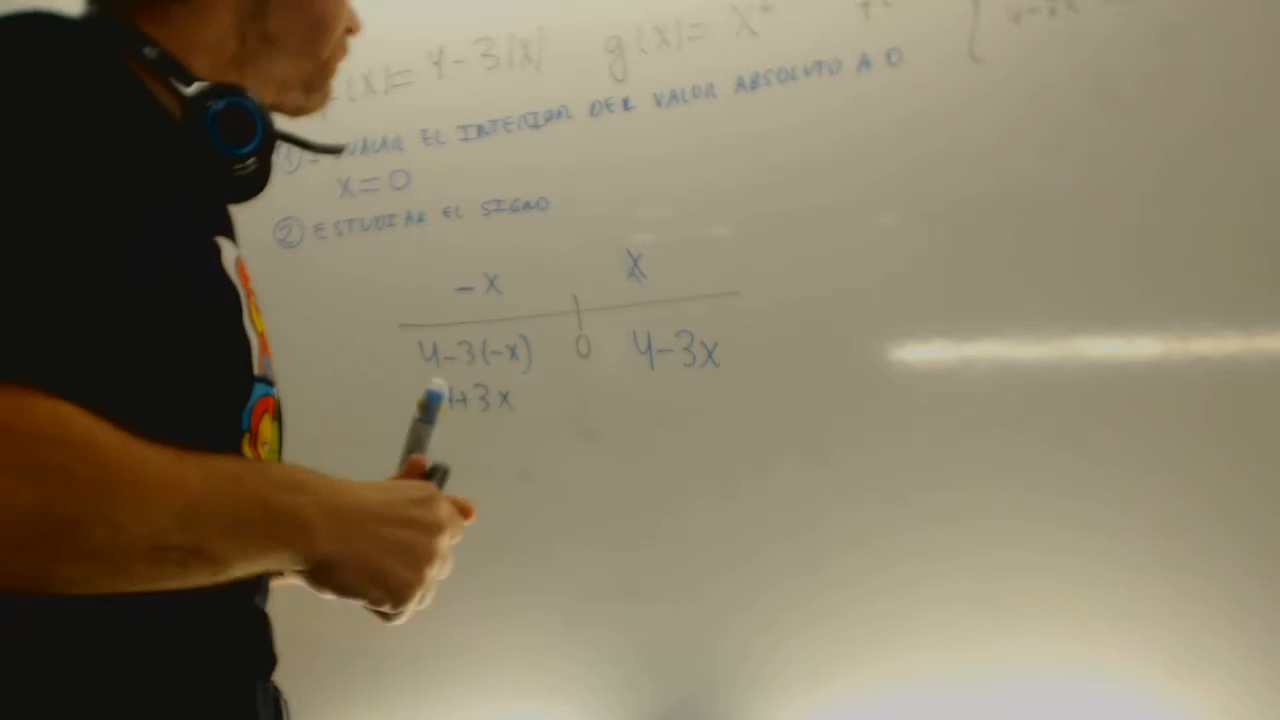 (x)= 4-3|x| g(x)= x²
① EL INTERIOR DEL VALOR ABSOLUTO A 0
x=0
② ESTUDIAR EL SIGNO
-x x
4-3(-x) 0 4-3x
+3x